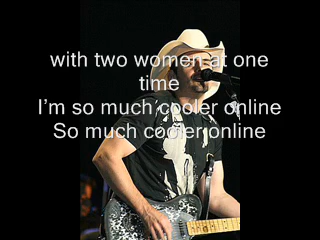 with two women at one
time
I'm so much cooler online
So much cooler online